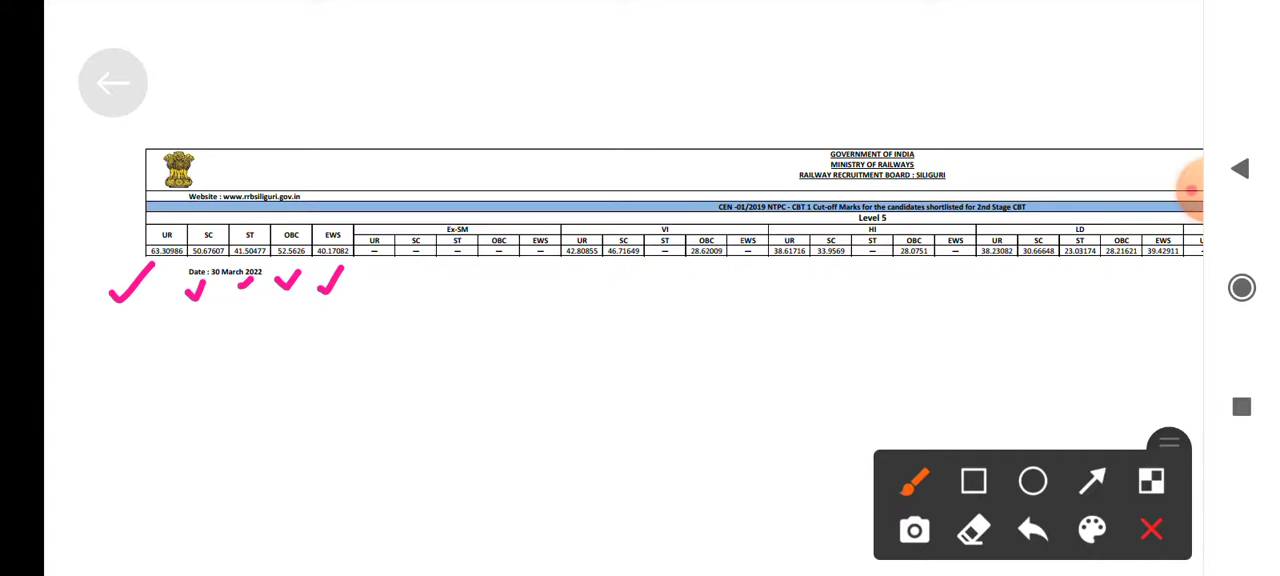 GOVERNMENT OF INDIA
MINISTRY OF RAILWAYS
RAILWAY RECRUITMENT BOARD : SILIGURI
Website : www.rrbsiliguri.gov.in
CEN -01/2019 NTPC - CBT 1 Cut-off Marks for the candidates shortlisted for 2nd Stage CBT
Level 5
UR SC ST OBC EWS Ex-SM VI HI LD
UR SC ST OBC EWS UR SC ST OBC EWS UR SC ST OBC EWS UR SC ST OBC EWS
63.30986 50.67607 41.50477 52.5626 40.17082 — — — — — 42.80855 46.71649 — 28.62009 — 38.61716 33.9569 — 28.0751 — 38.23082 30.66648 23.03174 28.21621 39.42911
Date : 30 March 2022